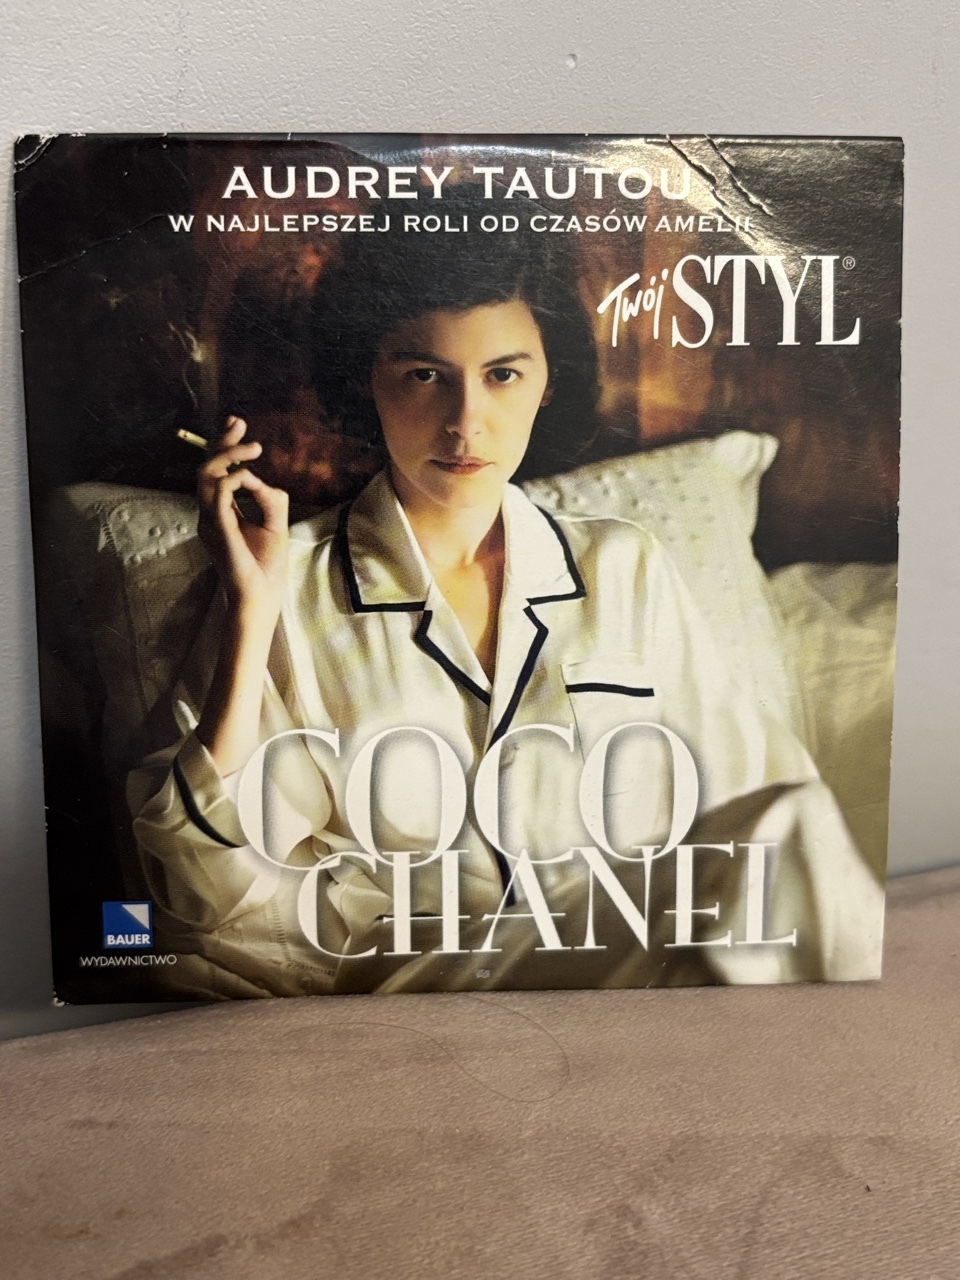 AUDREY TAUTOU
W NAJLEPSZEJ ROLI OD CZASÓW AMELII
Twój STYL®
COCO
CHANEL
BAUER
WYDAWNICTWO